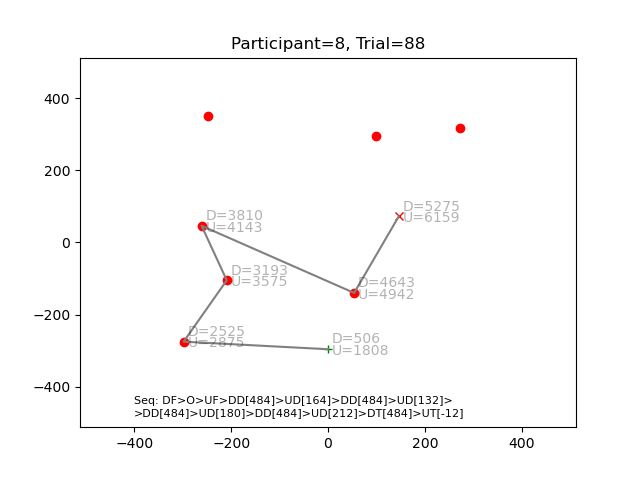 Participant=8, Trial=88
400
200
0
−200
−400
D=5275
U=6159
D=3810
U=4143
D=3193
U=3575
D=4643
U=4942
D=2525
U=2875
D=506
U=1808
Seq: DF>O>UF>DD[484]>UD[164]>DD[484]>UD[132]>
>DD[484]>UD[180]>DD[484]>UD[212]>DT[484]>UT[-12]
−400 −200 0 200 400